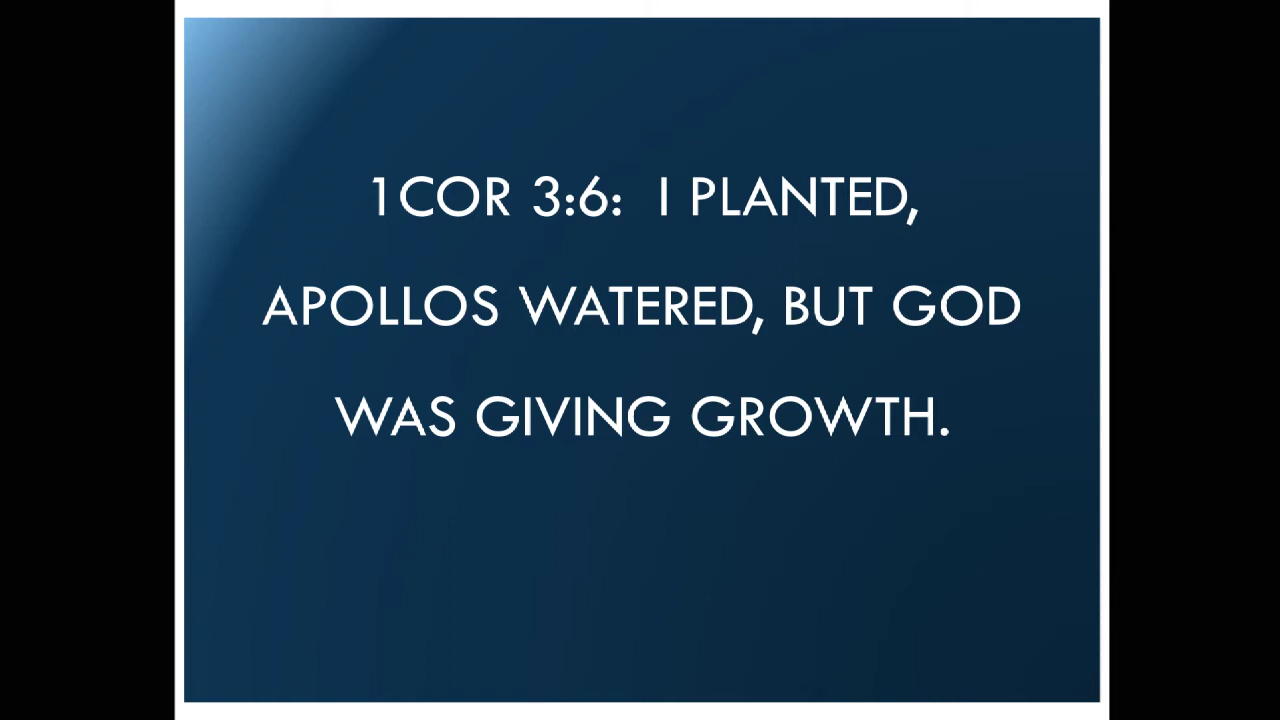 1COR 3:6:  I PLANTED,
APOLLOS WATERED, BUT GOD
WAS GIVING GROWTH.